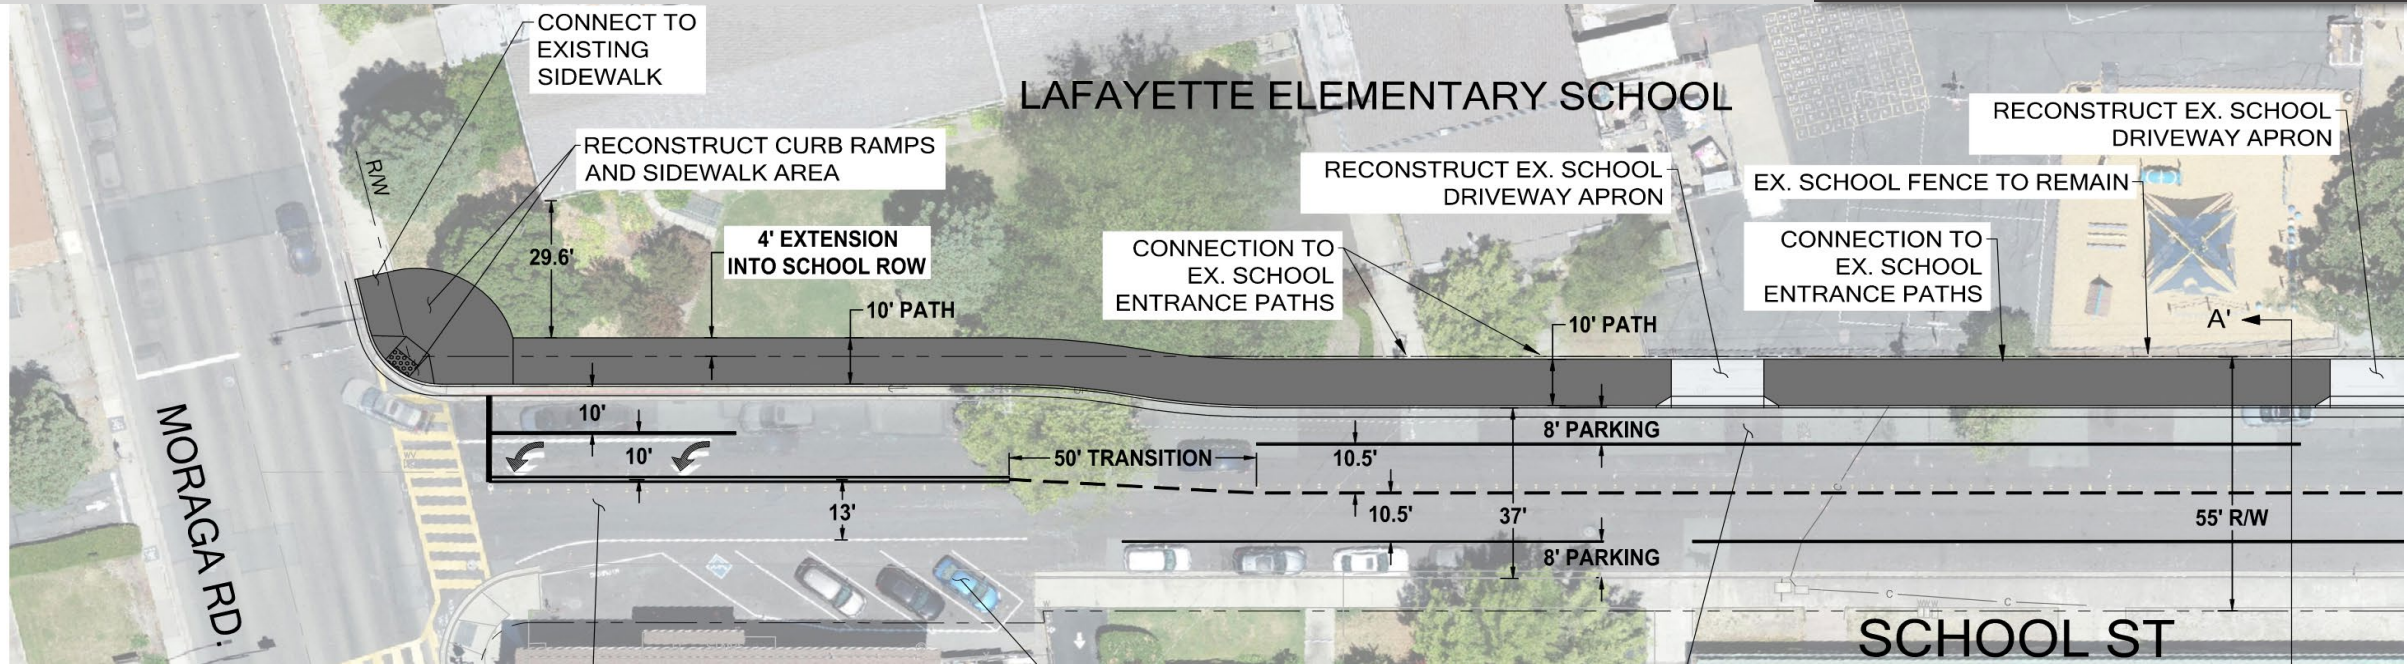 CONNECT TO
EXISTING
SIDEWALK
RECONSTRUCT CURB RAMPS
AND SIDEWALK AREA
LAFAYETTE ELEMENTARY SCHOOL
RECONSTRUCT EX. SCHOOL
DRIVEWAY APRON
RECONSTRUCT EX. SCHOOL
DRIVEWAY APRON
EX. SCHOOL FENCE TO REMAIN
R/W
29.6'
4' EXTENSION
INTO SCHOOL ROW
CONNECTION TO
EX. SCHOOL
ENTRANCE PATHS
CONNECTION TO
EX. SCHOOL
ENTRANCE PATHS
10' PATH
10' PATH
A'
10'
10'
8' PARKING
50' TRANSITION
10.5'
13'
10.5'
37'
55' R/W
8' PARKING
MORAGA RD.
SCHOOL ST
C
C
C